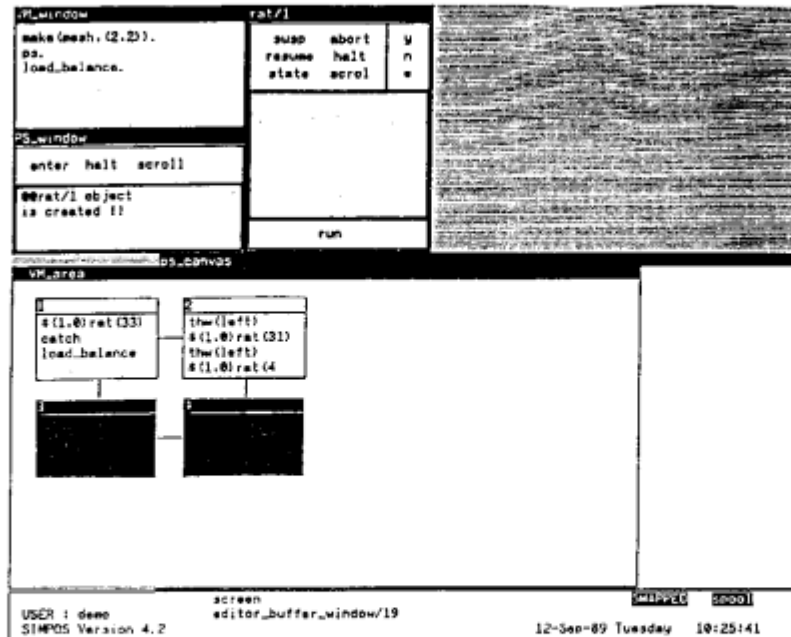 VM_window
make(mesh,(2,2)).
ps.
load_balance.
PS_window
enter halt scroll
@@rat/1 object
is created !!
rat/1
susp abort y
resume halt n
state scrol e
run
ps_canvas
VM_area
1
$(1.0)rat(33)
catch
load_balance
2
thw(left)
$(1.0)rat(31)
thw(left)
$(1.0)rat(4
3
screen
SWAPPED spool
USER : demo editor_buffer_window/19
SIMPOS Version 4.2 12-Sep-89 Tuesday 10:25:41